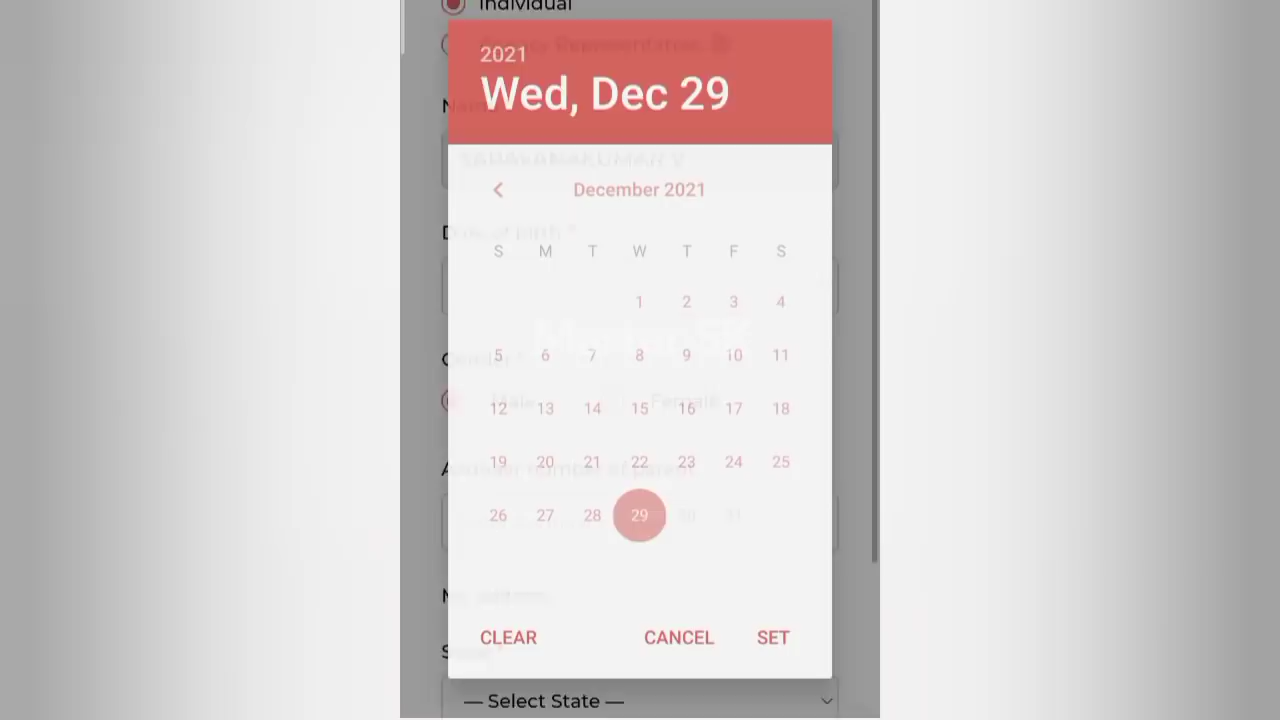 Individual
2021
Wed, Dec 29
December 2021
S M T W T F S
1 2 3 4
5 6 7 8 9 10 11
12 13 14 15 16 17 18
19 20 21 22 23 24 25
26 27 28 29 30 31
CLEAR CANCEL SET
— Select State —